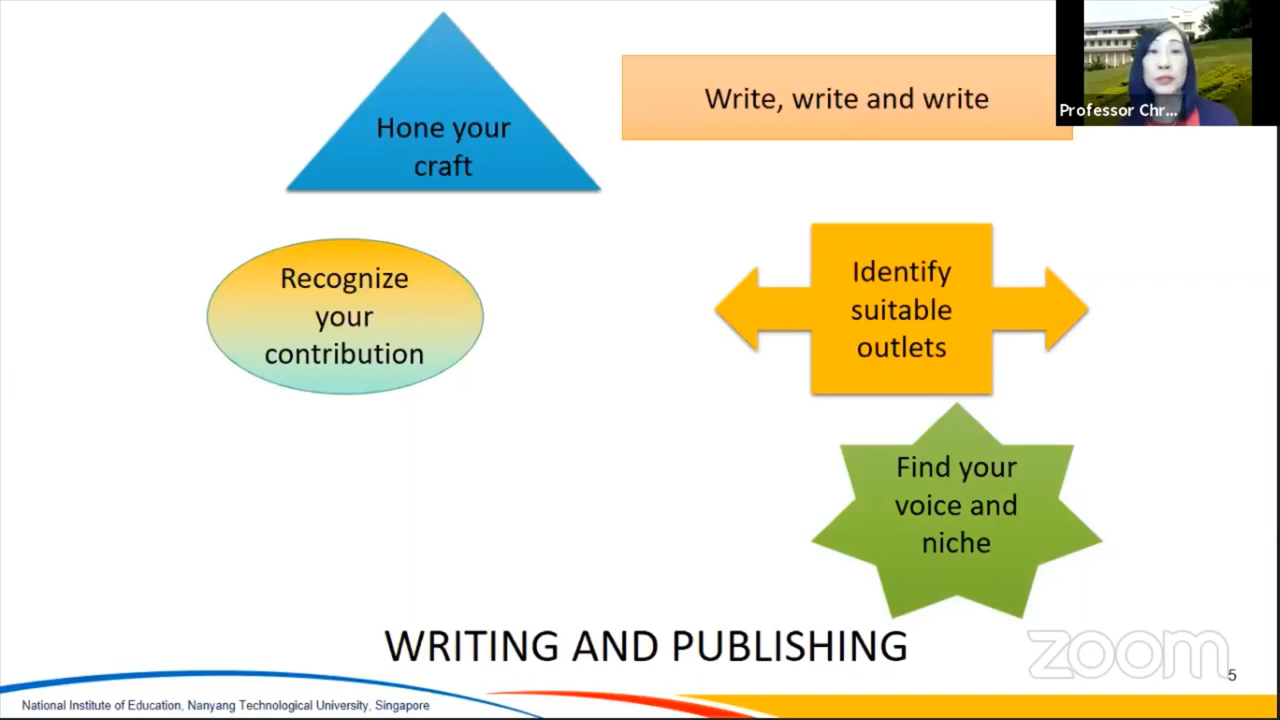 Hone your
craft
Write, write and write
Professor Chr...
Recognize
your
contribution
Identify
suitable
outlets
Find your
voice and
niche
WRITING AND PUBLISHING
zoom
5
National Institute of Education, Nanyang Technological University, Singapore